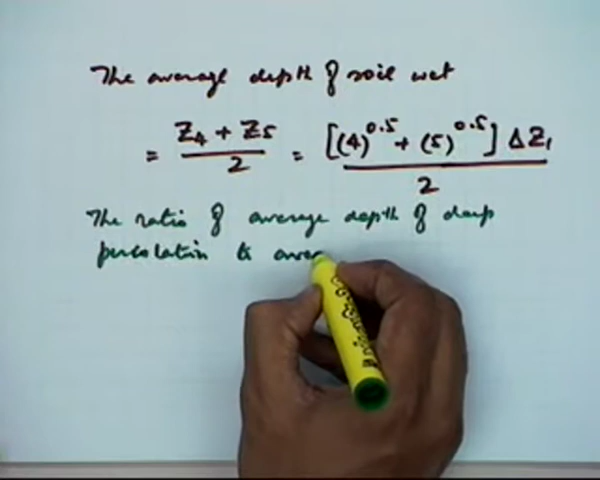 The average depth of soil wet
= Z4 + Z5 / 2 = [(4)^0.5 + (5)^0.5] ΔZ1 / 2
The ratio of average depth of deep
percolation to aver